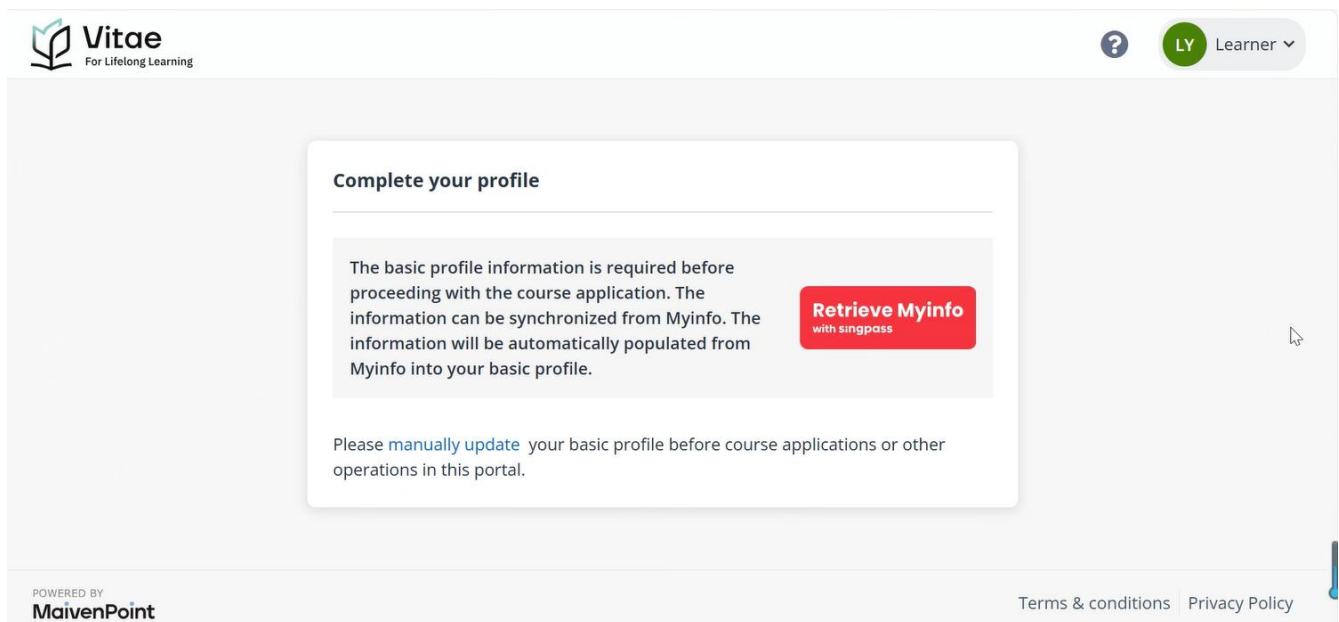 Vitae
For Lifelong Learning
?
LY
Learner
Complete your profile
The basic profile information is required before
proceeding with the course application. The
information can be synchronized from Myinfo. The
information will be automatically populated from
Myinfo into your basic profile.
Retrieve Myinfo
with singpass
Please manually update your basic profile before course applications or other
operations in this portal.
POWERED BY
MaivenPoint
Terms & conditions
Privacy Policy